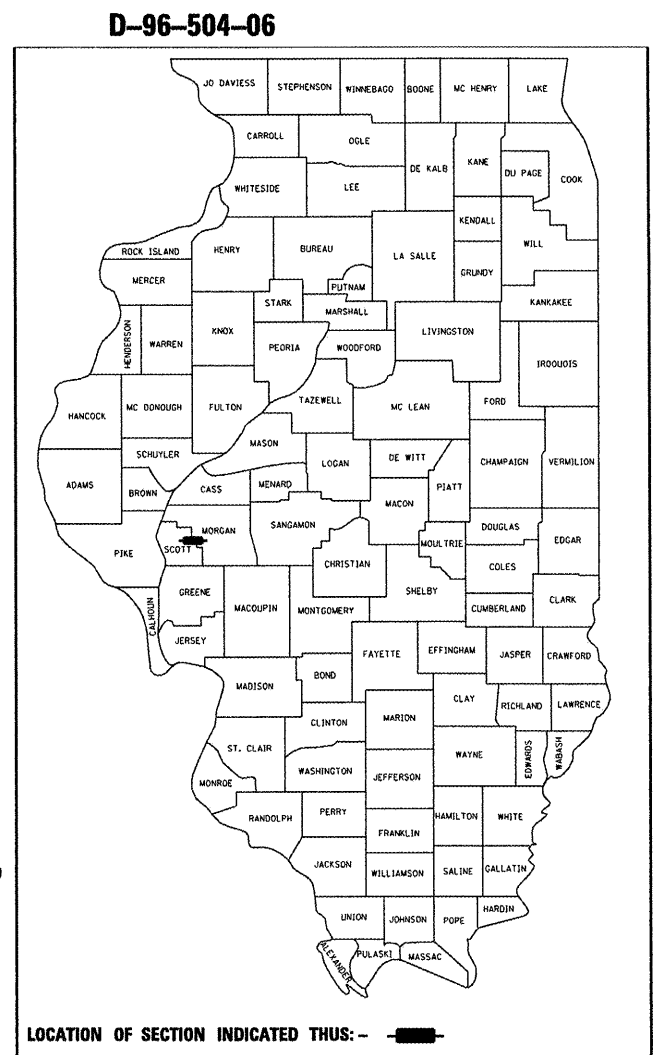 D-96-504-06
JO DAVIESS
STEPHENSON
WINNEBAGO
BOONE
MC HENRY
LAKE
CARROLL
OGLE
DE KALB
KANE
DU PAGE
COOK
WHITESIDE
LEE
KENDALL
WILL
ROCK ISLAND
HENRY
BUREAU
LA SALLE
GRUNDY
MERCER
PUTNAM
STARK
MARSHALL
KANKAKEE
HENDERSON
WARREN
KNOX
PEORIA
WOODFORD
LIVINGSTON
IROQUOIS
HANCOCK
MC DONOUGH
FULTON
TAZEWELL
MC LEAN
FORD
MASON
SCHUYLER
LOGAN
DE WITT
CHAMPAIGN
VERMILION
ADAMS
BROWN
CASS
MENARD
PIATT
MACON
PIKE
SCOTT
MORGAN
SANGAMON
MOULTRIE
DOUGLAS
EDGAR
CHRISTIAN
COLES
CALHOUN
GREENE
MACOUPIN
MONTGOMERY
SHELBY
CUMBERLAND
CLARK
JERSEY
FAYETTE
EFFINGHAM
JASPER
CRAWFORD
MADISON
BOND
CLAY
RICHLAND
LAWRENCE
CLINTON
MARION
ST. CLAIR
WAYNE
EDWARDS
WABASH
MONROE
WASHINGTON
JEFFERSON
RANDOLPH
PERRY
HAMILTON
WHITE
FRANKLIN
JACKSON
WILLIAMSON
SALINE
GALLATIN
UNION
JOHNSON
POPE
HARDIN
ALEXANDER
PULASKI
MASSAC
LOCATION OF SECTION INDICATED THUS: -